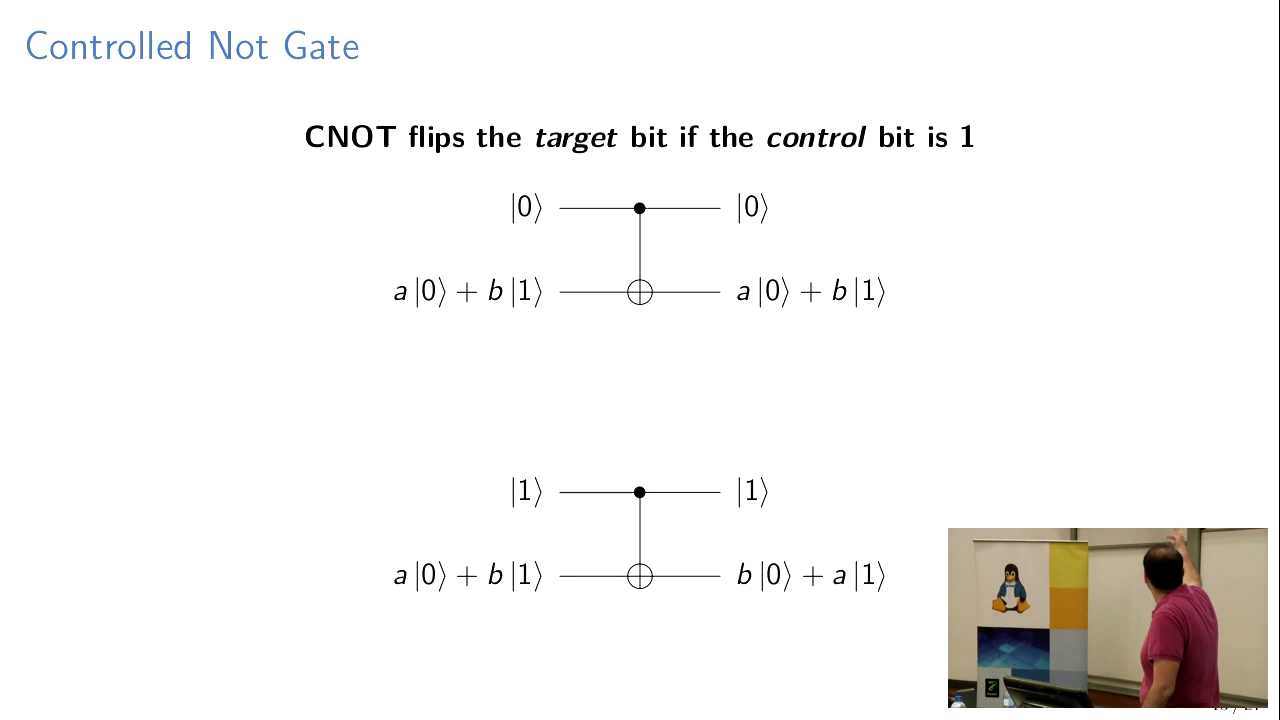 Controlled Not Gate
CNOT flips the target bit if the control bit is 1
|0⟩ |0⟩
a|0⟩ + b|1⟩ a|0⟩ + b|1⟩
|1⟩ |1⟩
a|0⟩ + b|1⟩ b|0⟩ + a|1⟩